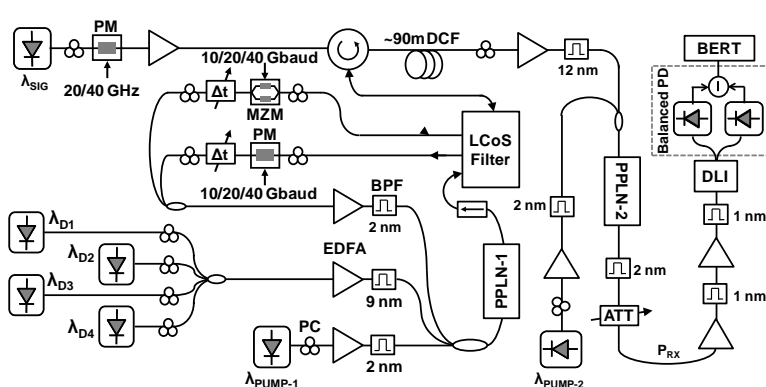 PM
~90mDCF
BERT
λSIG
20/40 GHz
12 nm
Balanced PD
10/20/40 Gbaud
Δt
MZM
LCoS
Filter
PM
Δt
10/20/40 Gbaud
PPLN-2
DLI
BPF
2 nm
2 nm
1 nm
λD1
λD2
λD3
λD4
EDFA
9 nm
PPLN-1
2 nm
1 nm
ATT
PC
2 nm
λPUMP-1
λPUMP-2
PRX